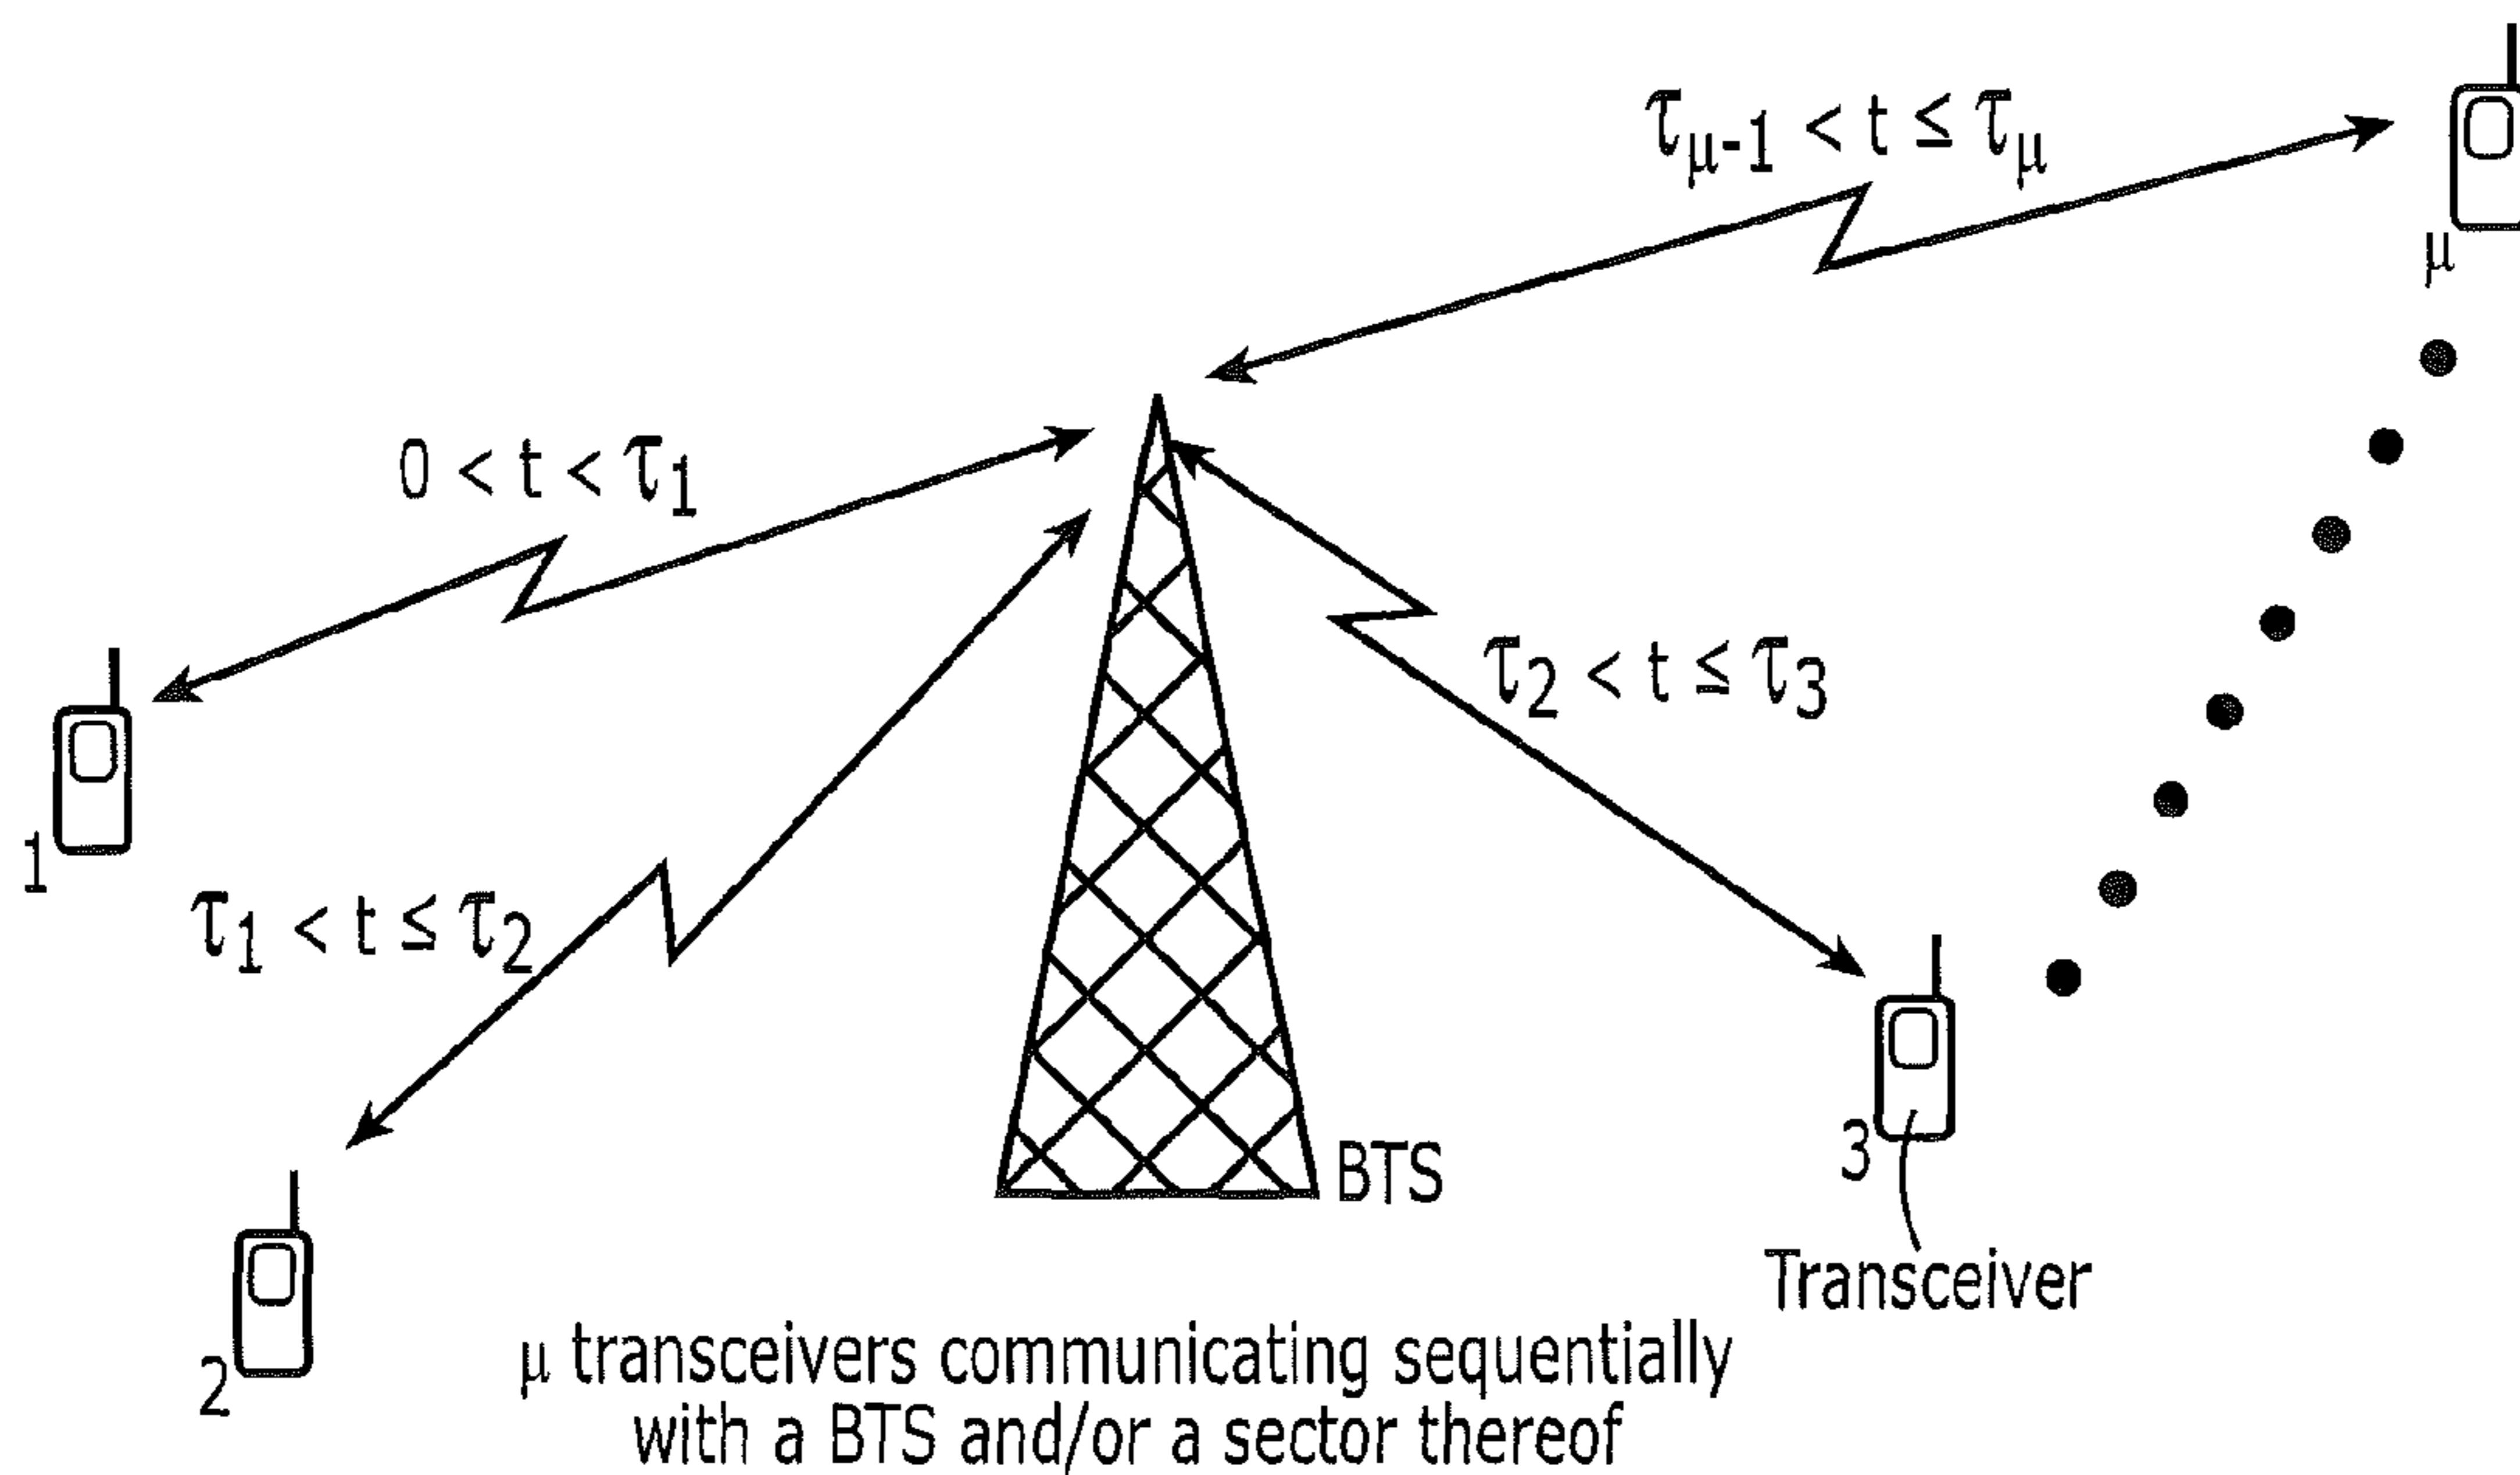 τμ-1 < t ≤ τμ
μ
0 < t < τ1
1
τ2 < t ≤ τ3
τ1 < t ≤ τ2
3
BTS
Transceiver
2
μ transceivers communicating sequentially
with a BTS and/or a sector thereof